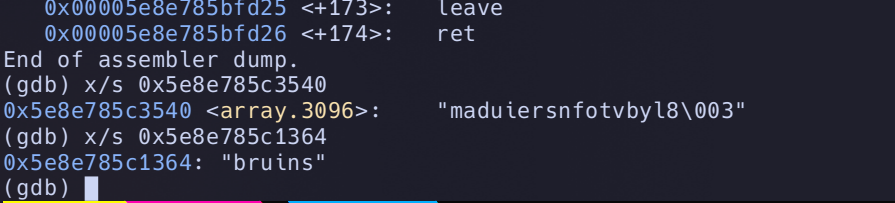 0x00005e8e785bfd25 <+173>:   leave
0x00005e8e785bfd26 <+174>:   ret
End of assembler dump.
(gdb) x/s 0x5e8e785c3540
0x5e8e785c3540 <array.3096>:    "maduiersnfotvbyl8\003"
(gdb) x/s 0x5e8e785c1364
0x5e8e785c1364: "bruins"
(gdb)